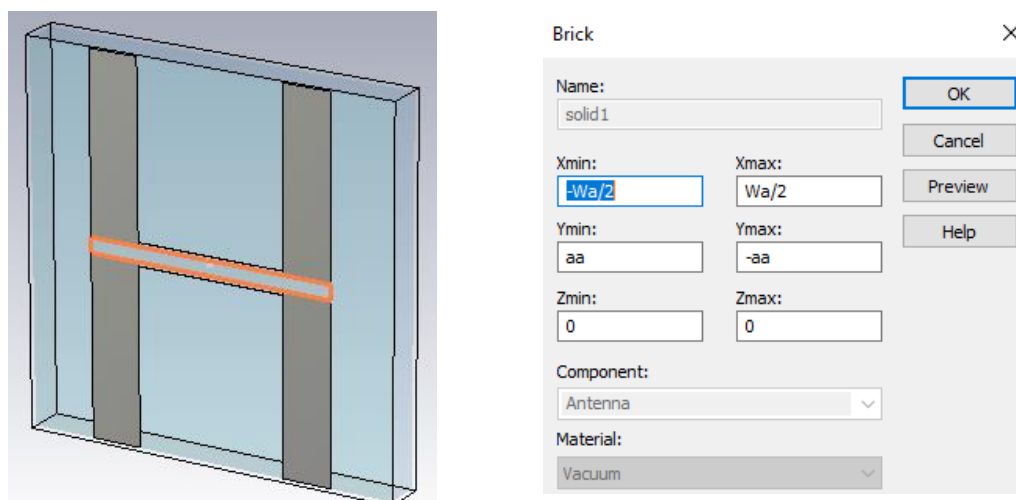 Brick
Name:
solid1
OK
Cancel
Xmin:
Xmax:
-Wa/2
Wa/2
Preview
Ymin:
Ymax:
Help
aa
-aa
Zmin:
Zmax:
0
0
Component:
Antenna
Material:
Vacuum